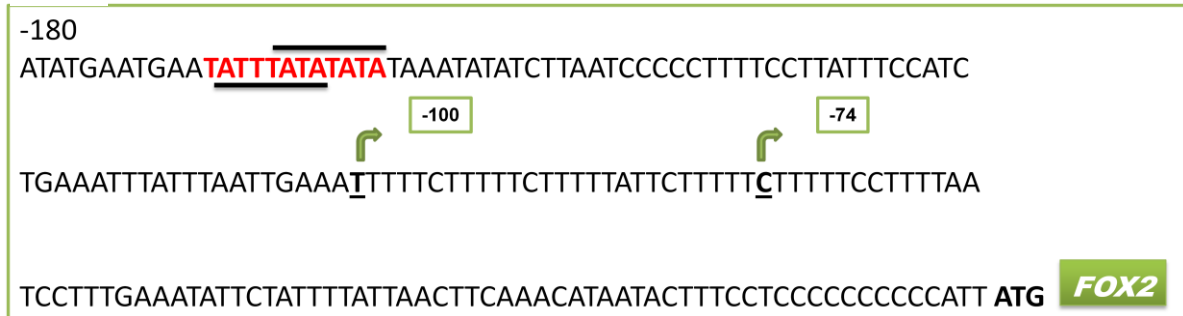 -180
ATATGAATGAATATTTATATATATAAATATATCTTAATCCCCCTTTTCCTTATTTCCATC
-100 -74
TGAAATTTATTTAATTGAAATTTTTCTTTTTCTTTTTATTCTTTTTCTTTTTCCTTTTAA
TCCTTTGAAATATTCTATTTTATTAACTTCAAACATAATACTTTCCTCCCCCCCCCCATT ATG FOX2